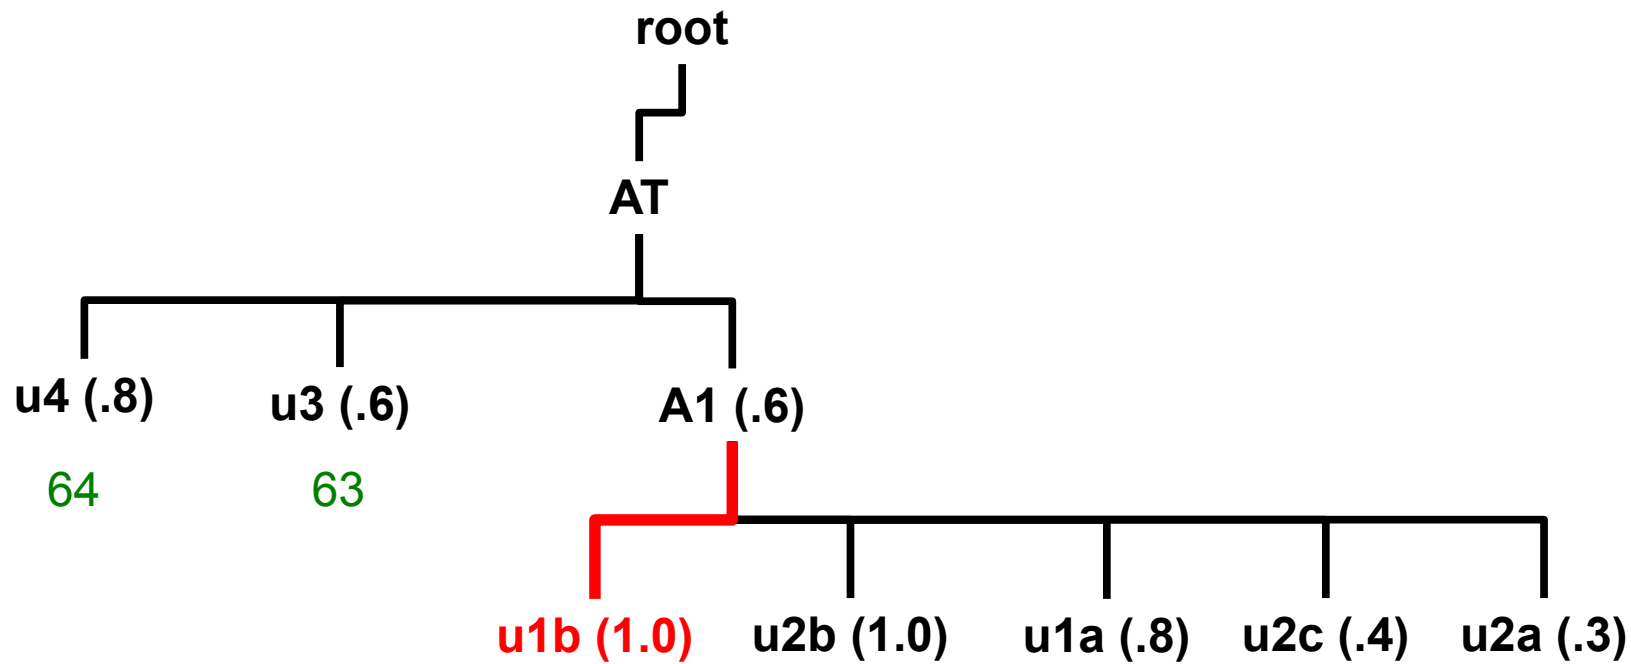 root
AT
u4 (.8)
u3 (.6)
A1 (.6)
64
63
u1b (1.0)
u2b (1.0)
u1a (.8)
u2c (.4)
u2a (.3)